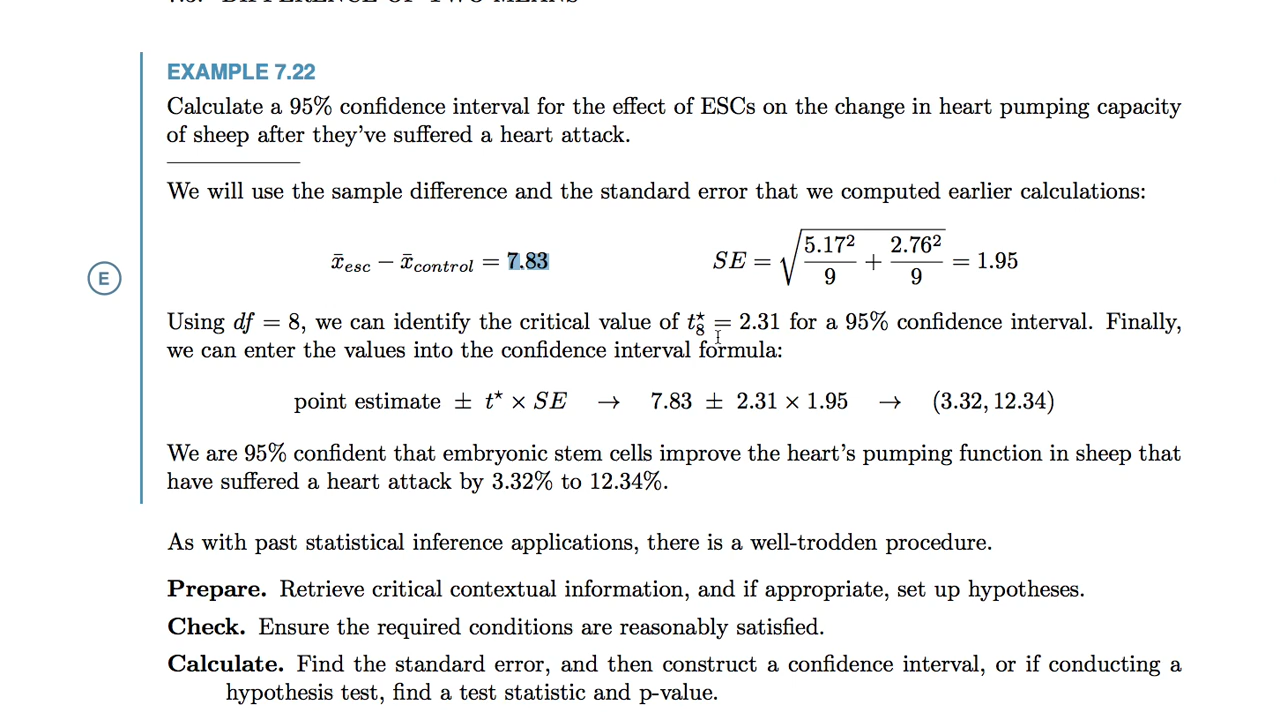 7.3. DIFFERENCE OF TWO MEANS
EXAMPLE 7.22
Calculate a 95% confidence interval for the effect of ESCs on the change in heart pumping capacity
of sheep after they've suffered a heart attack.
We will use the sample difference and the standard error that we computed earlier calculations:
x̄_esc − x̄_control = 7.83 SE = √(5.17²/9 + 2.76²/9) = 1.95
E
Using df = 8, we can identify the critical value of t⋆₈ = 2.31 for a 95% confidence interval. Finally,
we can enter the values into the confidence interval formula:
point estimate ± t⋆ × SE → 7.83 ± 2.31 × 1.95 → (3.32, 12.34)
We are 95% confident that embryonic stem cells improve the heart's pumping function in sheep that
have suffered a heart attack by 3.32% to 12.34%.
As with past statistical inference applications, there is a well-trodden procedure.
Prepare. Retrieve critical contextual information, and if appropriate, set up hypotheses.
Check. Ensure the required conditions are reasonably satisfied.
Calculate. Find the standard error, and then construct a confidence interval, or if conducting a
hypothesis test, find a test statistic and p-value.